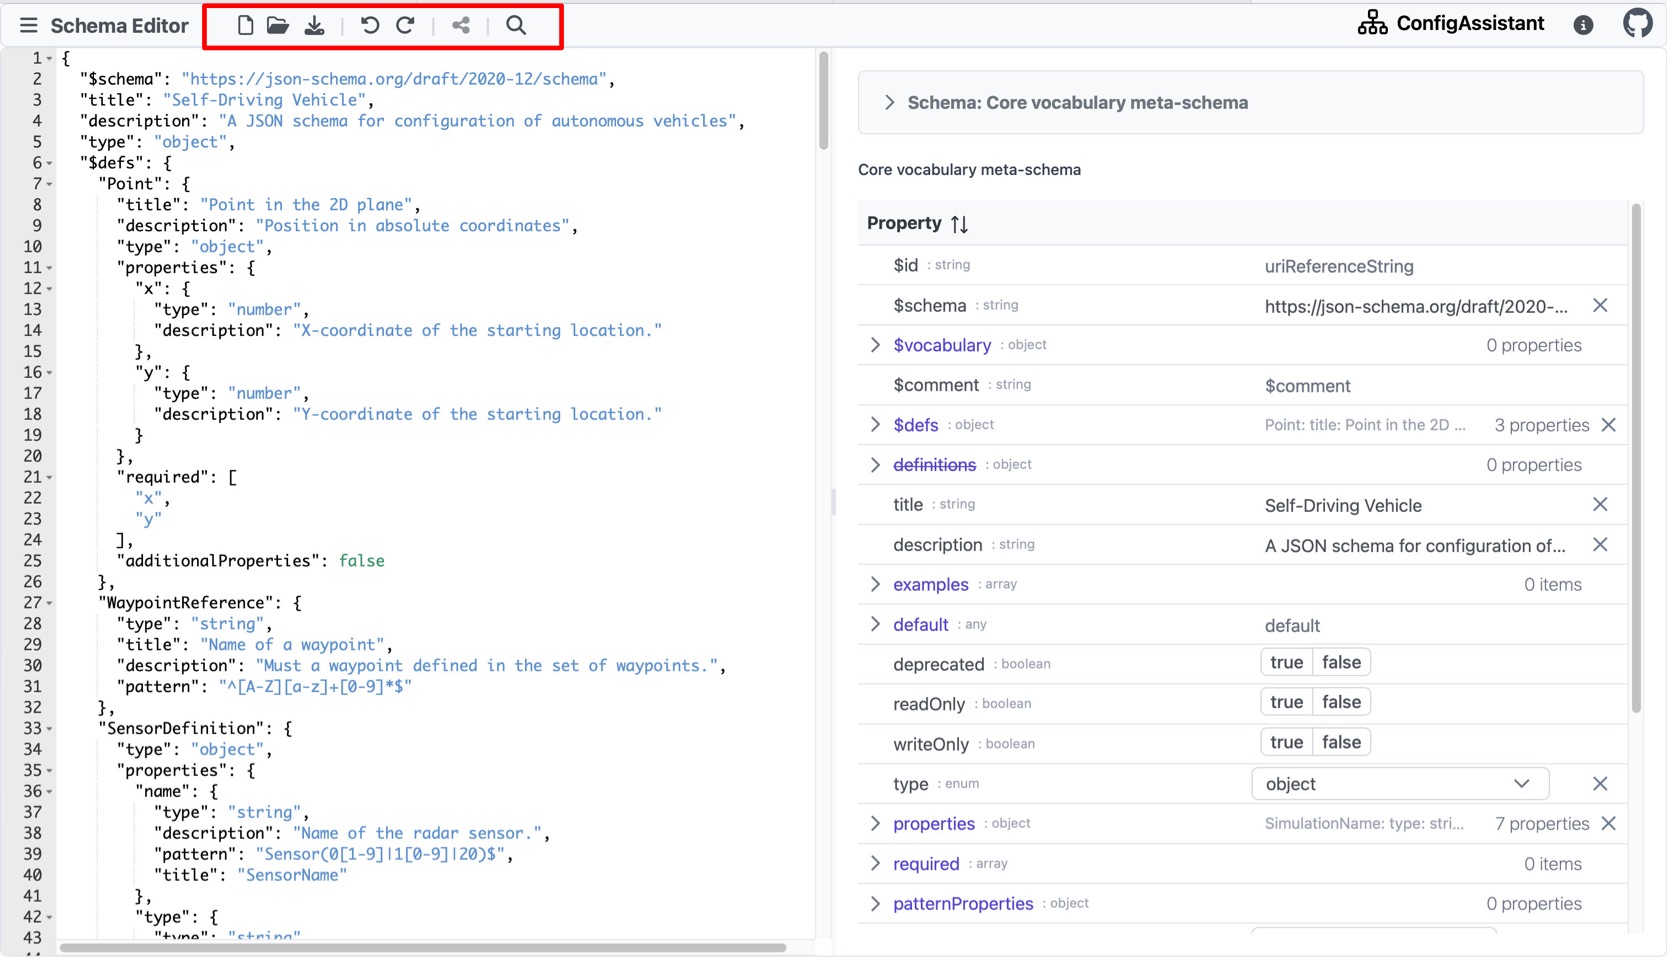 Schema Editor
ConfigAssistant
1 {
2 "$schema": "https://json-schema.org/draft/2020-12/schema",
3 "title": "Self-Driving Vehicle",
4 "description": "A JSON schema for configuration of autonomous vehicles",
5 "type": "object",
6 "$defs": {
7 "Point": {
8 "title": "Point in the 2D plane",
9 "description": "Position in absolute coordinates",
10 "type": "object",
11 "properties": {
12 "x": {
13 "type": "number",
14 "description": "X-coordinate of the starting location."
15 },
16 "y": {
17 "type": "number",
18 "description": "Y-coordinate of the starting location."
19 }
20 },
21 "required": [
22 "x",
23 "y"
24 ],
25 "additionalProperties": false
26 },
27 "WaypointReference": {
28 "type": "string",
29 "title": "Name of a waypoint",
30 "description": "Must a waypoint defined in the set of waypoints.",
31 "pattern": "^[A-Z][a-z]+[0-9]*$"
32 },
33 "SensorDefinition": {
34 "type": "object",
35 "properties": {
36 "name": {
37 "type": "string",
38 "description": "Name of the radar sensor.",
39 "pattern": "Sensor(0[1-9]|1[0-9]|20)$",
40 "title": "SensorName"
41 },
42 "type": {
43 "type": "string"
Schema: Core vocabulary meta-schema
Core vocabulary meta-schema
Property
$id : string uriReferenceString
$schema : string https://json-schema.org/draft/2020-...
$vocabulary : object 0 properties
$comment : string $comment
$defs : object Point: title: Point in the 2D ... 3 properties
definitions : object 0 properties
title : string Self-Driving Vehicle
description : string A JSON schema for configuration of...
examples : array 0 items
default : any default
deprecated : boolean true false
readOnly : boolean true false
writeOnly : boolean true false
type : enum object
properties : object SimulationName: type: stri... 7 properties
required : array 0 items
patternProperties : object 0 properties